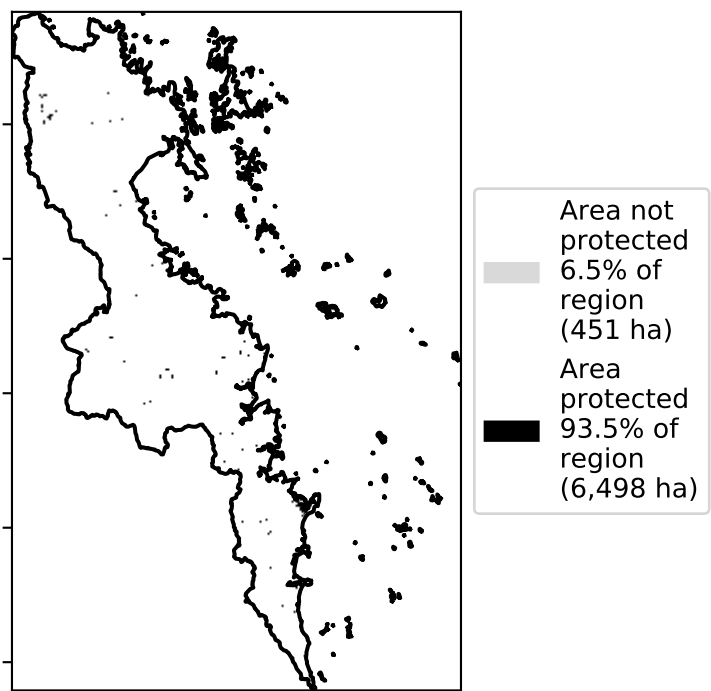 Area not
protected
6.5% of
region
(451 ha)
Area
protected
93.5% of
region
(6,498 ha)